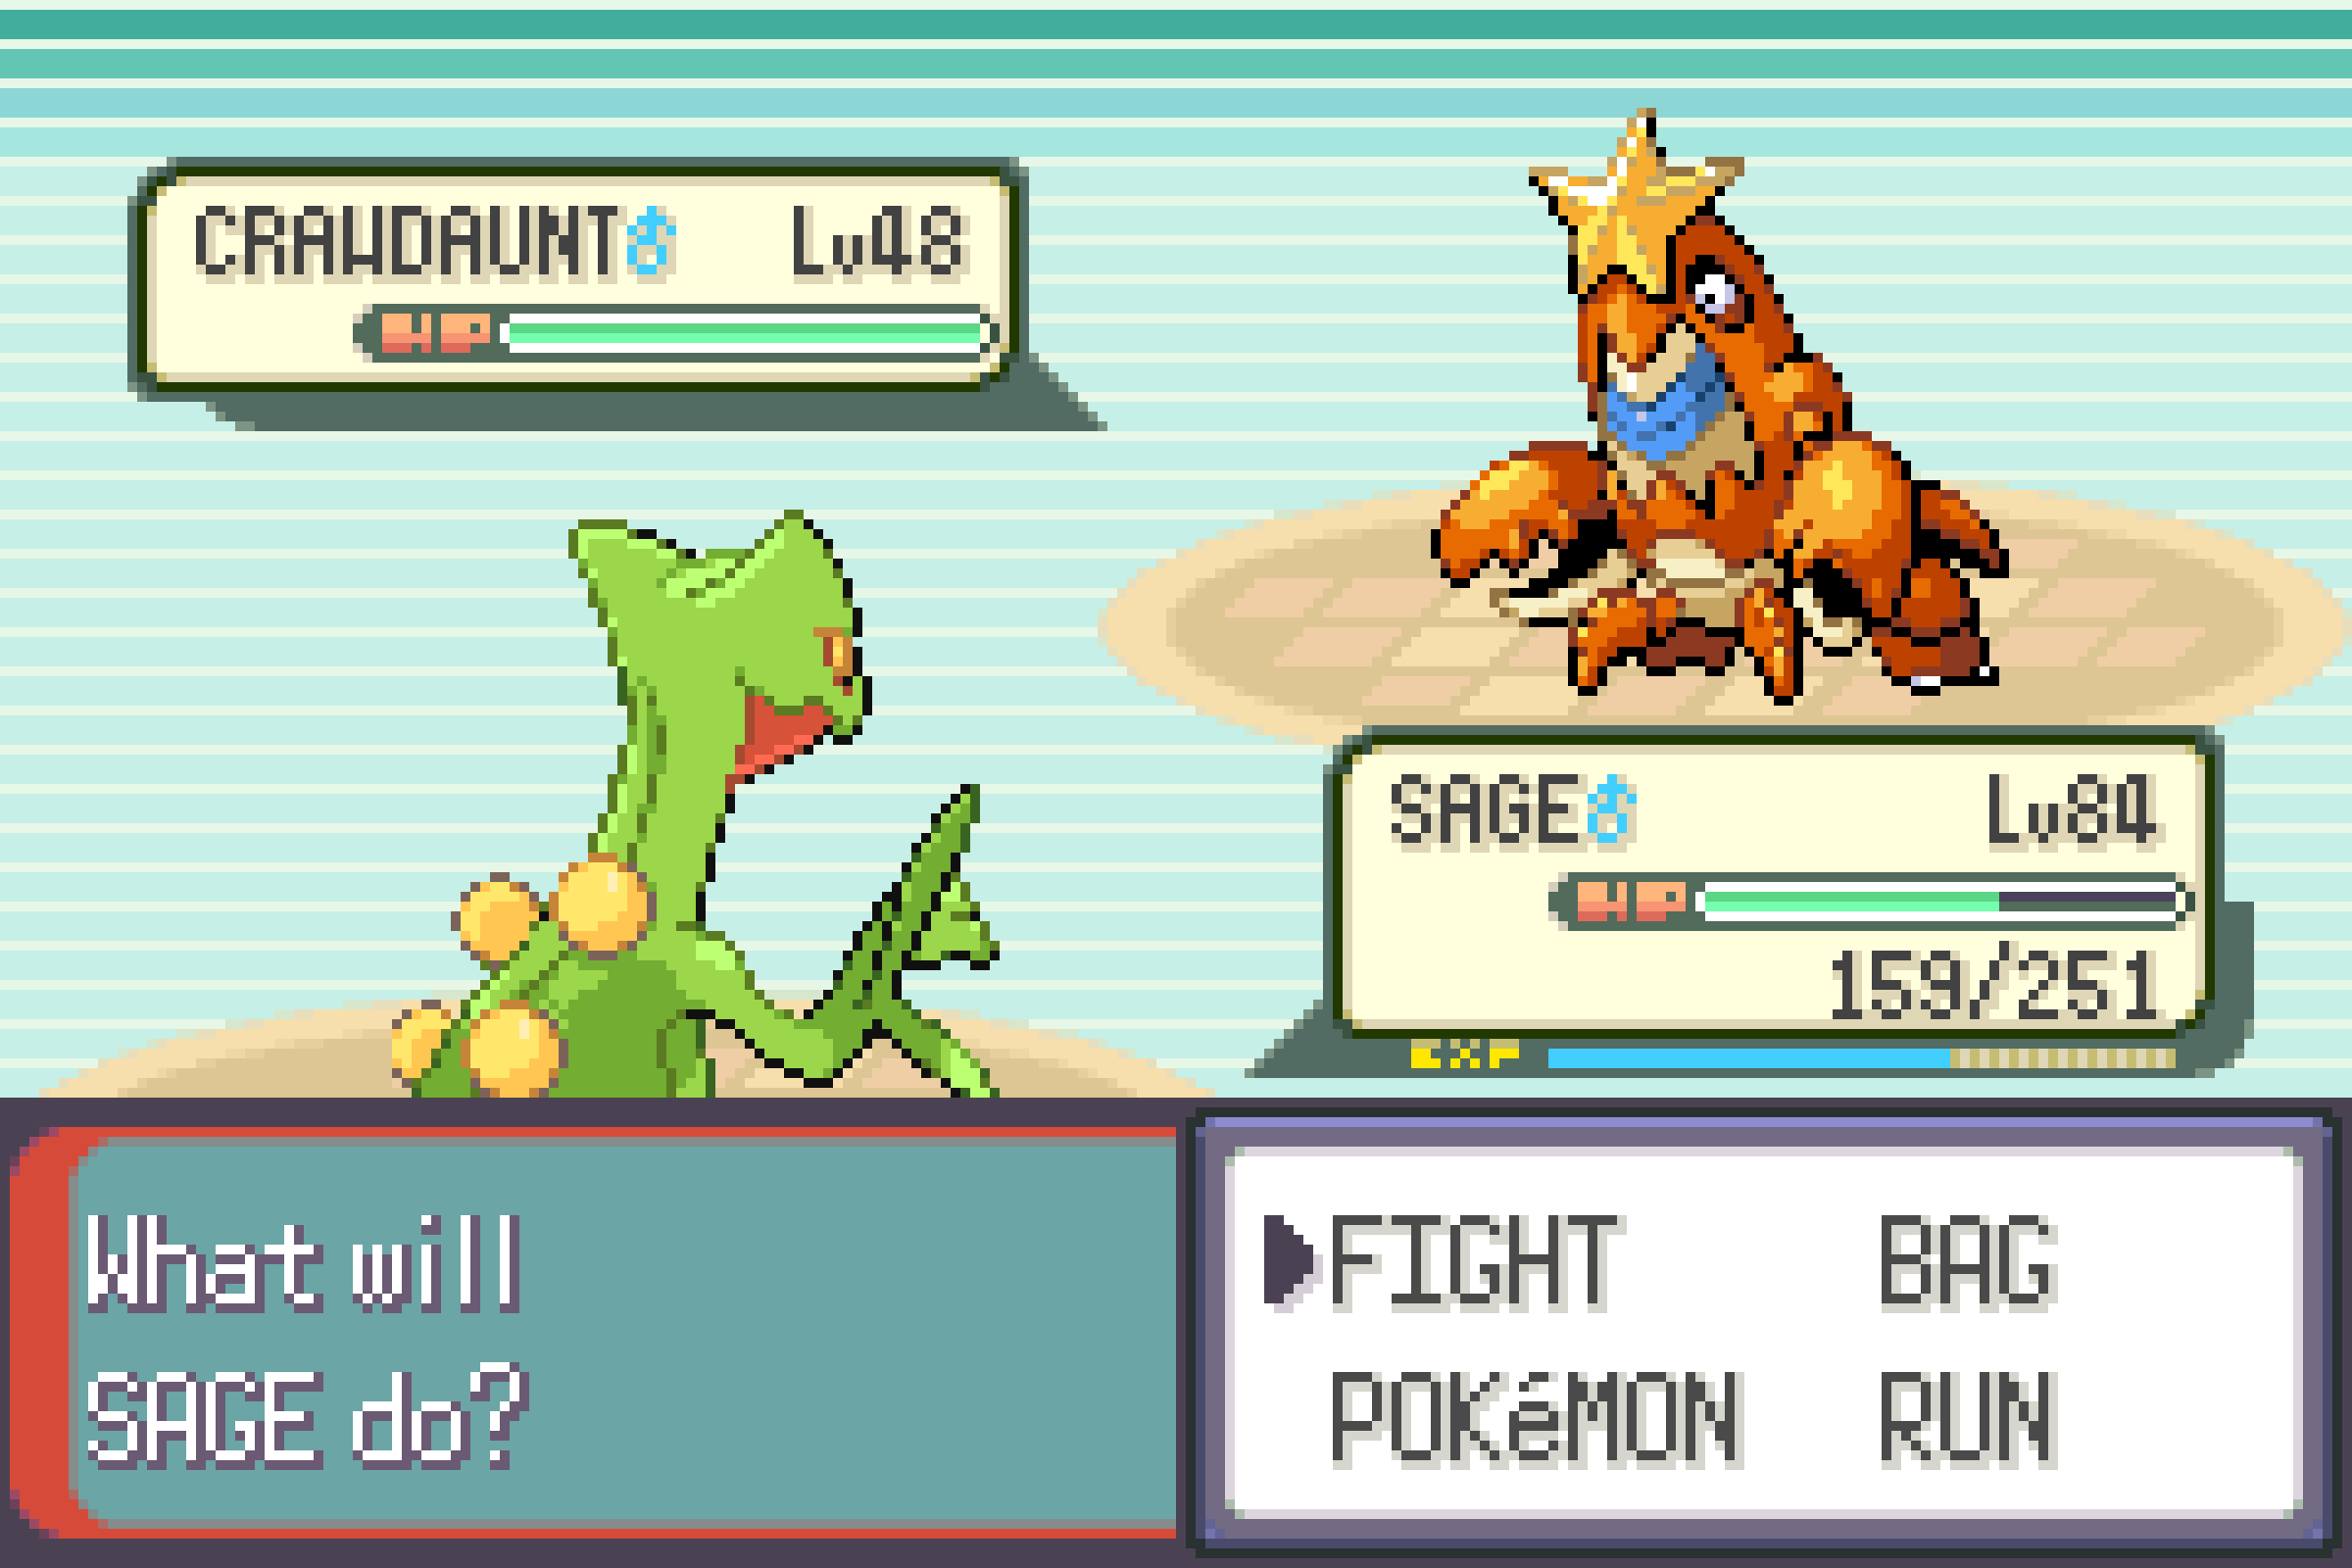 CRAWDAUNT♂ Lv48
HP
SAGE♂ Lv84
HP
159/251
EXP
What will
SAGE do?
FIGHT BAG
POKéMON RUN